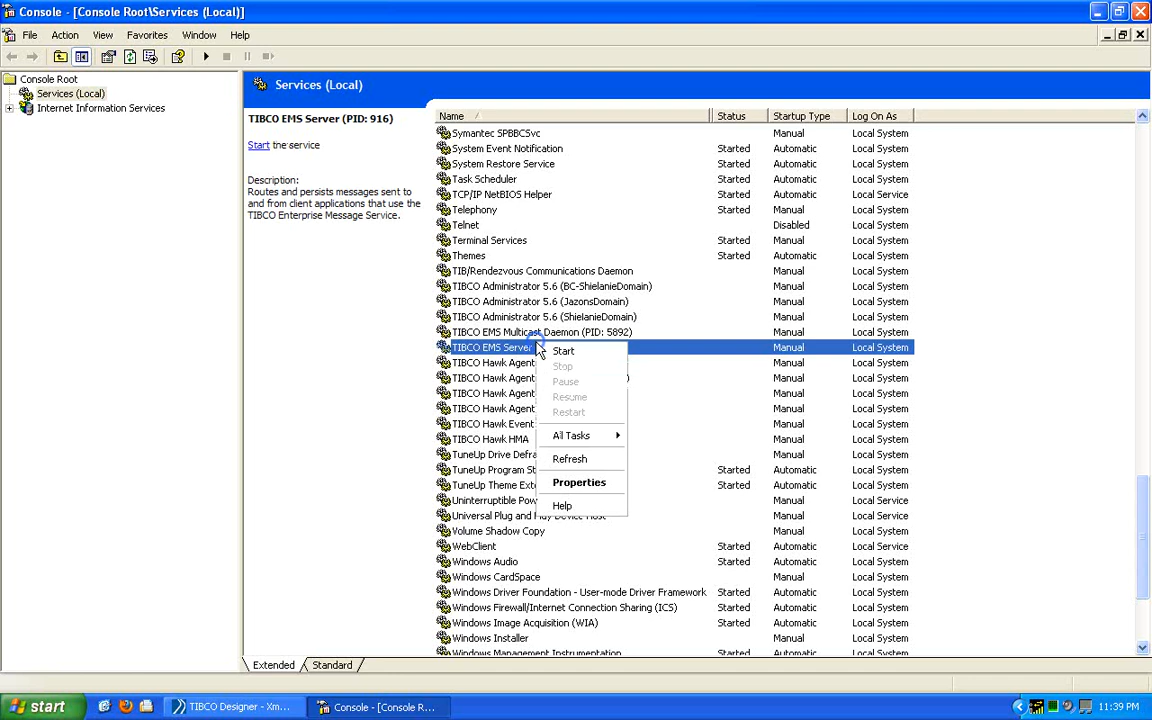 Console - [Console Root\Services (Local)]
File Action View Favorites Window Help
Console Root
Services (Local)
Internet Information Services
Services (Local)
TIBCO EMS Server (PID: 916)
Start the service
Description:
Routes and persists messages sent to
and from client applications that use the
TIBCO Enterprise Message Service.
Name Status Startup Type Log On As
Symantec SPBBCSvc Manual Local System
System Event Notification Started Automatic Local System
System Restore Service Started Automatic Local System
Task Scheduler Started Automatic Local System
TCP/IP NetBIOS Helper Started Automatic Local Service
Telephony Started Manual Local System
Telnet Disabled Local System
Terminal Services Started Manual Local System
Themes Started Automatic Local System
TIB/Rendezvous Communications Daemon Manual Local System
TIBCO Administrator 5.6 (BC-ShielanieDomain) Manual Local System
TIBCO Administrator 5.6 (JazonsDomain) Manual Local System
TIBCO Administrator 5.6 (ShielanieDomain) Manual Local System
TIBCO EMS Multicast Daemon (PID: 5892) Manual Local System
TIBCO EMS Server Manual Local System
TIBCO Hawk Agent Manual Local System
TIBCO Hawk Agent ) Manual Local System
TIBCO Hawk Agent Manual Local System
TIBCO Hawk Agent Manual Local System
TIBCO Hawk Event Manual Local System
TIBCO Hawk HMA Manual Local System
TuneUp Drive Defra Manual Local System
TuneUp Program St Started Automatic Local System
TuneUp Theme Exte Started Automatic Local System
Uninterruptible Pow Manual Local Service
Universal Plug and Play Device Host Manual Local Service
Volume Shadow Copy Manual Local System
WebClient Started Automatic Local Service
Windows Audio Started Automatic Local System
Windows CardSpace Manual Local System
Windows Driver Foundation - User-mode Driver Framework Started Automatic Local System
Windows Firewall/Internet Connection Sharing (ICS) Started Automatic Local System
Windows Image Acquisition (WIA) Started Automatic Local System
Windows Installer Manual Local System
Windows Management Instrumentation Started Automatic Local System
Start
Stop
Pause
Resume
Restart
All Tasks
Refresh
Properties
Help
Extended Standard
start TIBCO Designer - Xm... Console - [Console R... 11:39 PM